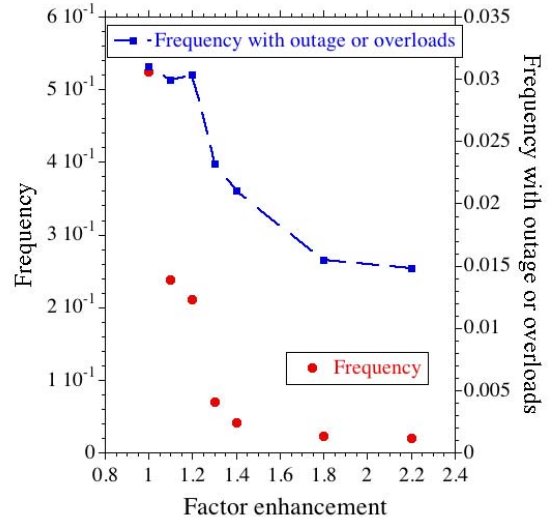 6 10⁻¹
5 10⁻¹
4 10⁻¹
3 10⁻¹
2 10⁻¹
1 10⁻¹
0
Frequency
Frequency with outage or overloads
Frequency
0.035
0.03
0.025
0.02
0.015
0.01
0.005
0
Frequency with outage or overloads
0.8 1 1.2 1.4 1.6 1.8 2 2.2 2.4
Factor enhancement